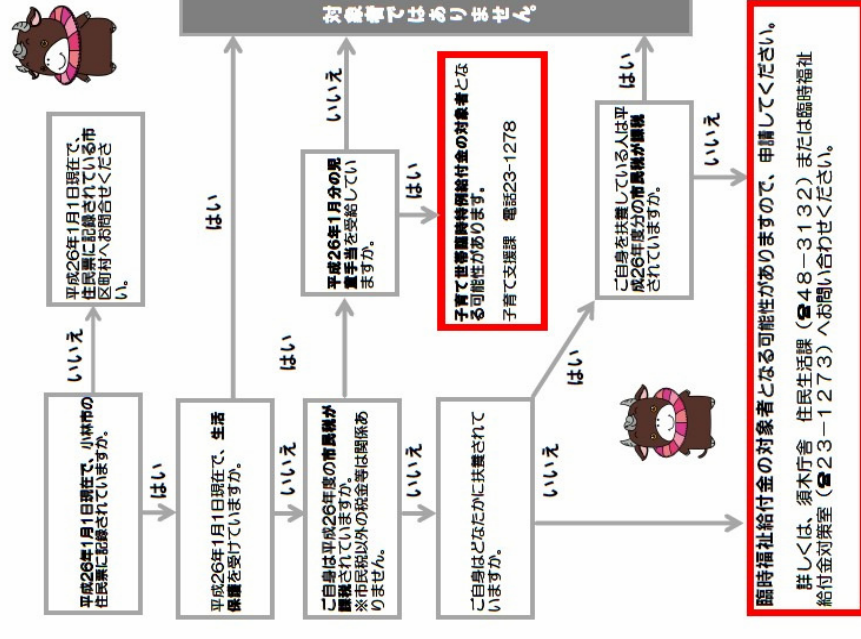 平成26年1月1日現在で、小林市の
住民票に記録されていますか。
いいえ
平成26年1月1日現在で、
住民票に記録されている市
区町村へお問合せくださ
い。
はい
平成26年1月1日現在で、生活
保護を受けていますか。
はい
対象者ではありません。
いいえ
ご自身は平成26年度の市民税が
課税されていますか。
※市民税以外の税金等は関係あ
りません。
はい
平成26年1月分の児
童手当を受給してい
ますか。
いいえ
はい
子育て世帯臨時特例給付金の対象者とな
る可能性があります。
子育て支援課　電話23-1278
いいえ
ご自身はどなたかに扶養されて
いますか。
はい
ご自身を扶養している人は平
成26年度分の市民税が課税
されていますか。
はい
いいえ
いいえ
臨時福祉給付金の対象者となる可能性がありますので、申請してください。
詳しくは、須木庁舎　住民生活課（☎48－3132）または臨時福祉
給付金対策室（☎23－1273）へお問い合わせください。